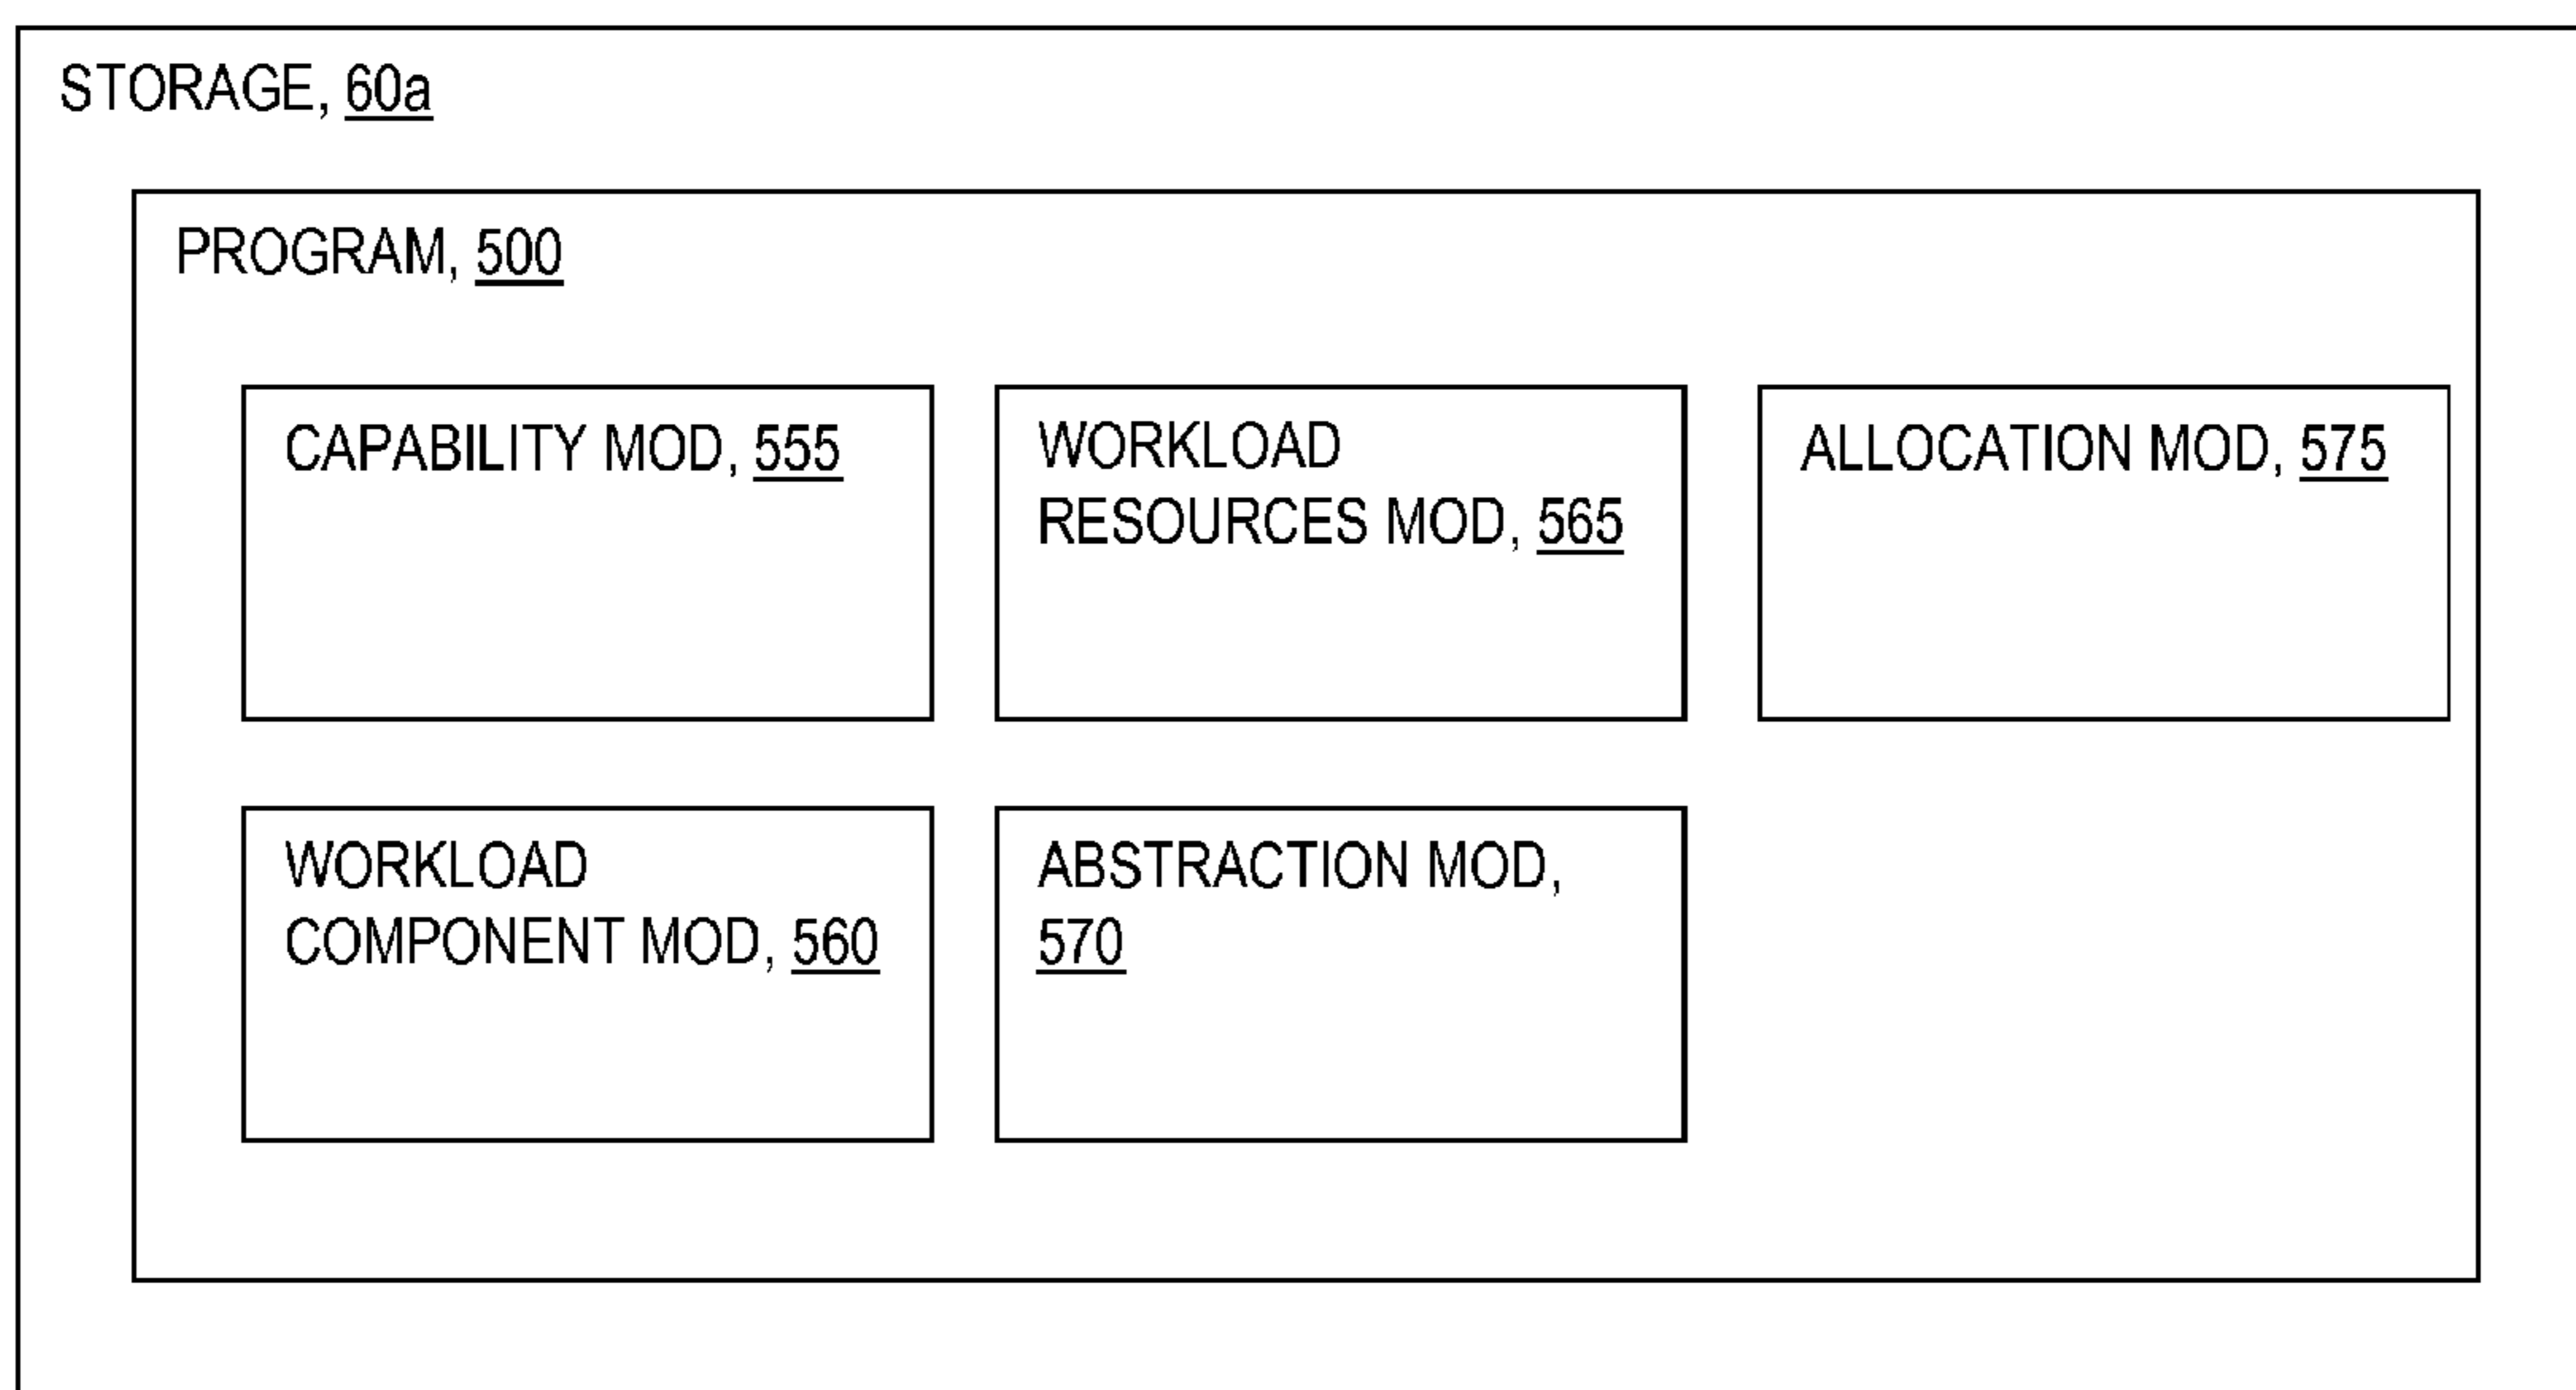 STORAGE, 60a
PROGRAM, 500
CAPABILITY MOD, 555
WORKLOAD
RESOURCES MOD, 565
ALLOCATION MOD, 575
WORKLOAD
COMPONENT MOD, 560
ABSTRACTION MOD,
570